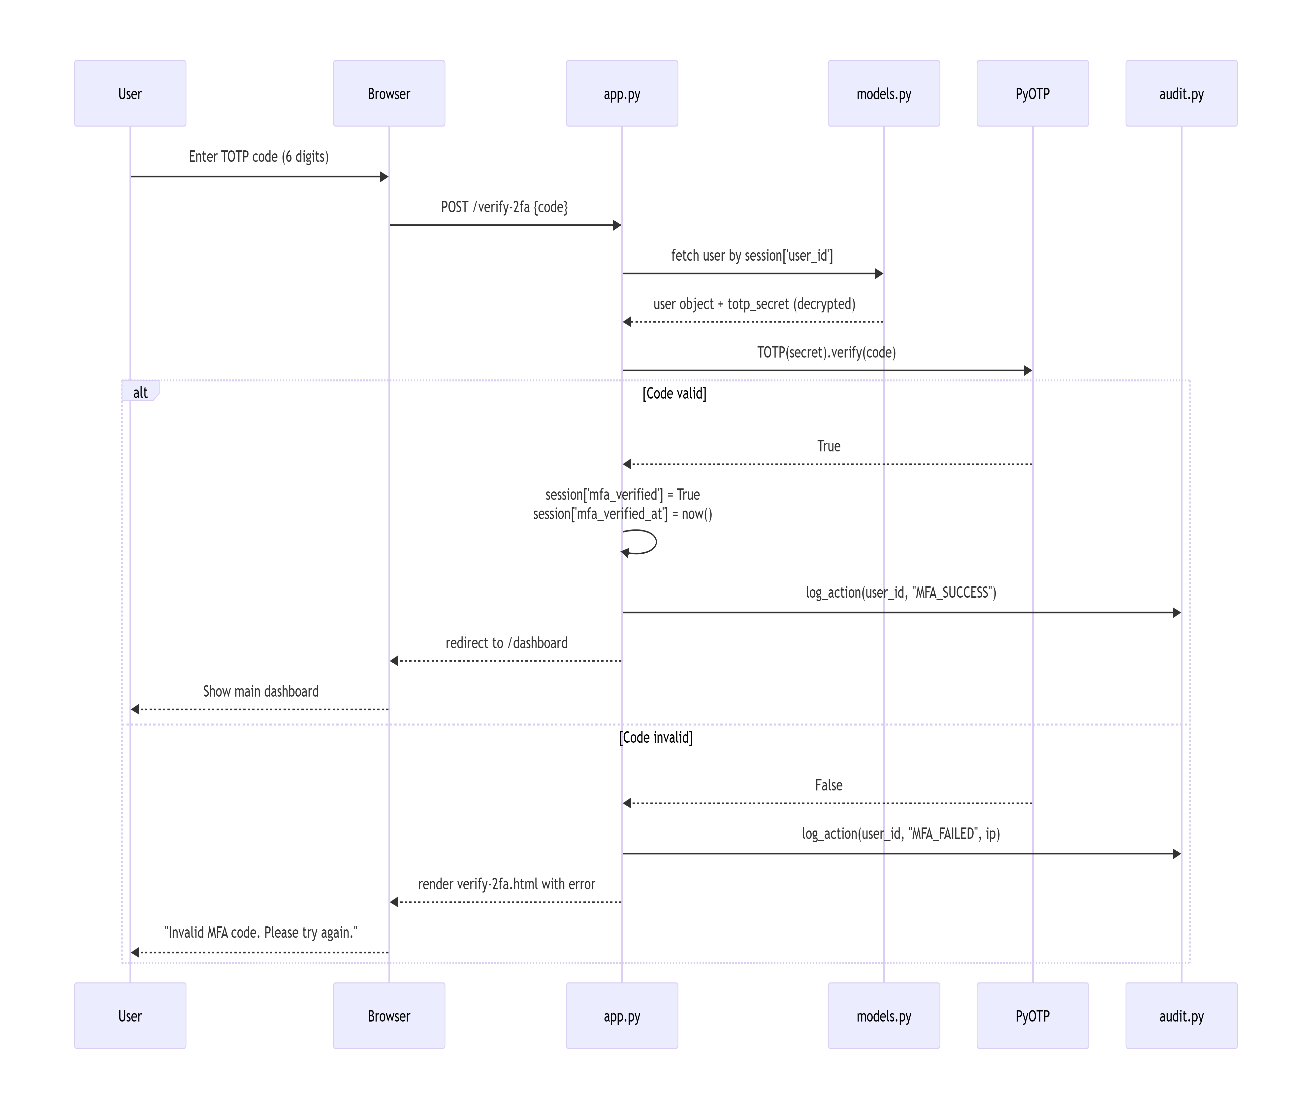 User
Browser
app.py
models.py
PyOTP
audit.py
Enter TOTP code (6 digits)
POST /verify-2fa {code}
fetch user by session['user_id']
user object + totp_secret (decrypted)
TOTP(secret).verify(code)
alt
[Code valid]
True
session['mfa_verified'] = True
session['mfa_verified_at'] = now()
log_action(user_id, "MFA_SUCCESS")
redirect to /dashboard
Show main dashboard
[Code invalid]
False
log_action(user_id, "MFA_FAILED", ip)
render verify-2fa.html with error
"Invalid MFA code. Please try again."
User
Browser
app.py
models.py
PyOTP
audit.py